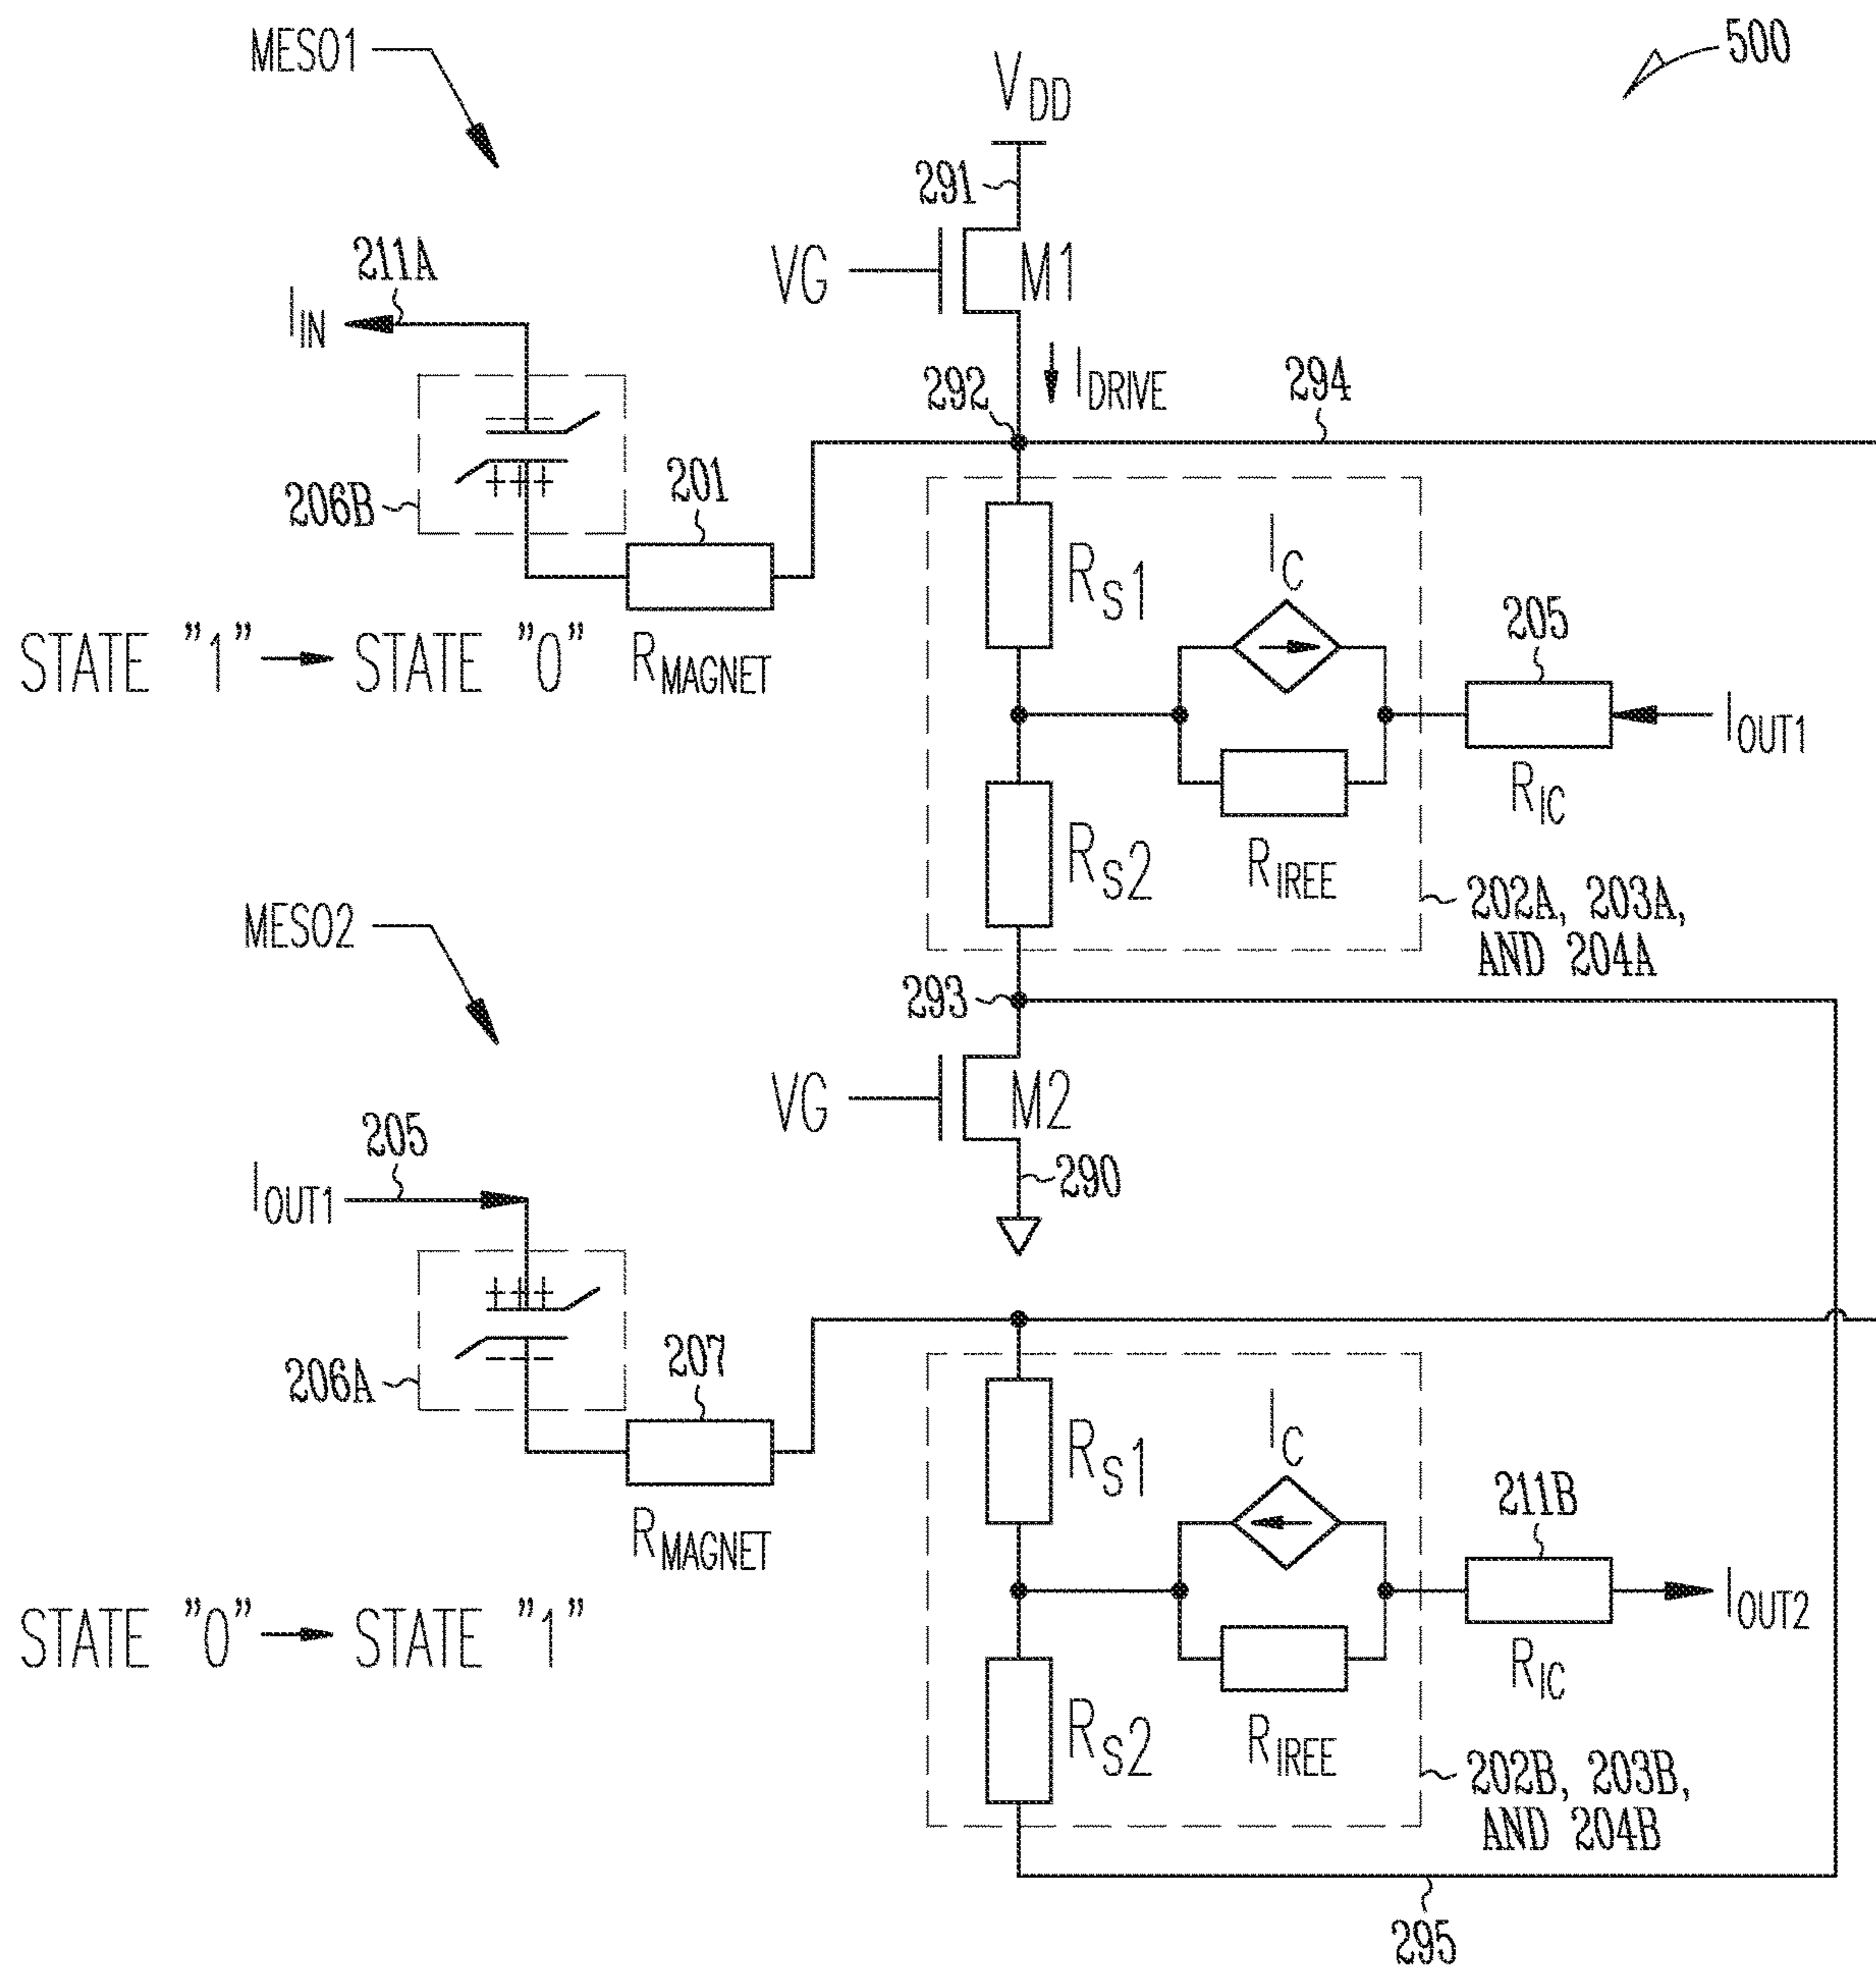 MESO1
500
VDD
291
211A
VG
M1
IIN
292
IDRIVE
294
206B
201
RS1
IC
205
STATE "1" → STATE "0"
RMAGNET
IOUT1
RIC
RS2
RIREE
202A, 203A,
AND 204A
MESO2
293
VG
M2
205
IOUT1
290
206A
207
RS1
IC
211B
RMAGNET
STATE "0" → STATE "1"
IOUT2
RIC
RS2
RIREE
202B, 203B,
AND 204B
295